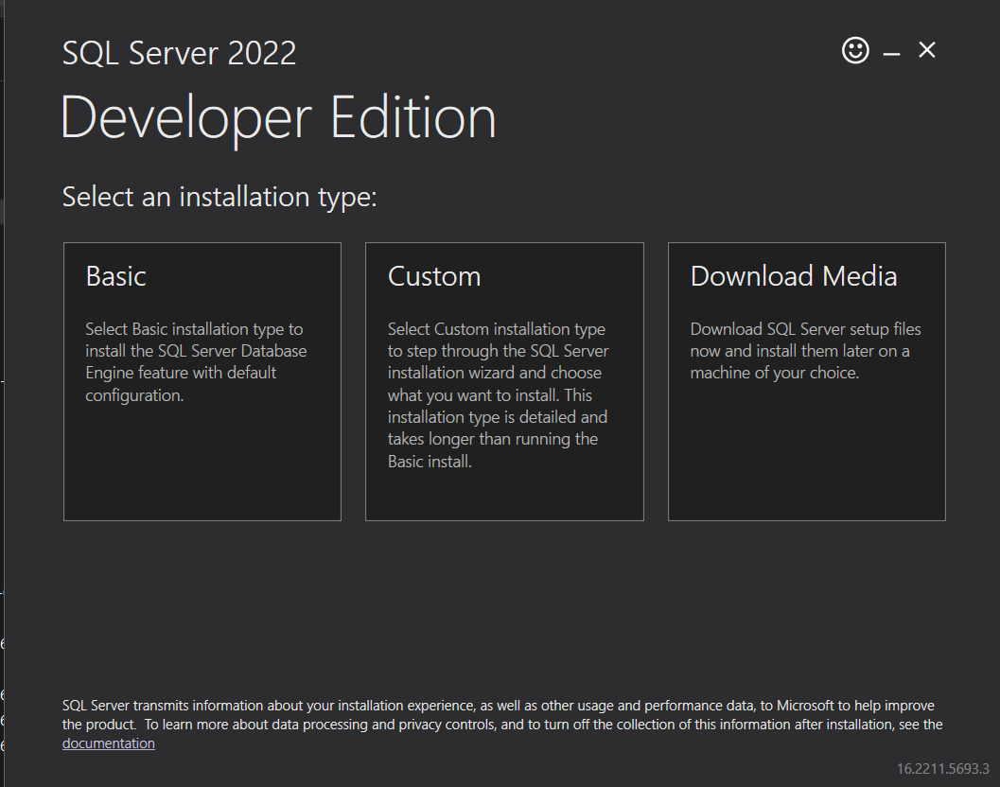 SQL Server 2022
Developer Edition
Select an installation type:
Basic
Select Basic installation type to
install the SQL Server Database
Engine feature with default
configuration.
Custom
Select Custom installation type
to step through the SQL Server
installation wizard and choose
what you want to install. This
installation type is detailed and
takes longer than running the
Basic install.
Download Media
Download SQL Server setup files
now and install them later on a
machine of your choice.
SQL Server transmits information about your installation experience, as well as other usage and performance data, to Microsoft to help improve
the product.  To learn more about data processing and privacy controls, and to turn off the collection of this information after installation, see the
documentation
16.2211.5693.3